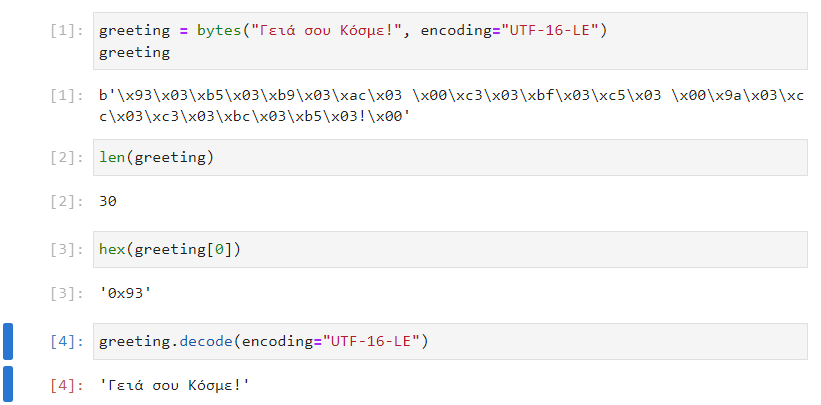 [1]: greeting = bytes("Γειά σου Κόσμε!", encoding="UTF-16-LE")
greeting
[1]: b'\x93\x03\xb5\x03\xb9\x03\xac\x03 \x00\xc3\x03\xbf\x03\xc5\x03 \x00\x9a\x03\xc
c\x03\xc3\x03\xbc\x03\xb5\x03!\x00'
[2]: len(greeting)
[2]: 30
[3]: hex(greeting[0])
[3]: '0x93'
[4]: greeting.decode(encoding="UTF-16-LE")
[4]: 'Γειά σου Κόσμε!'